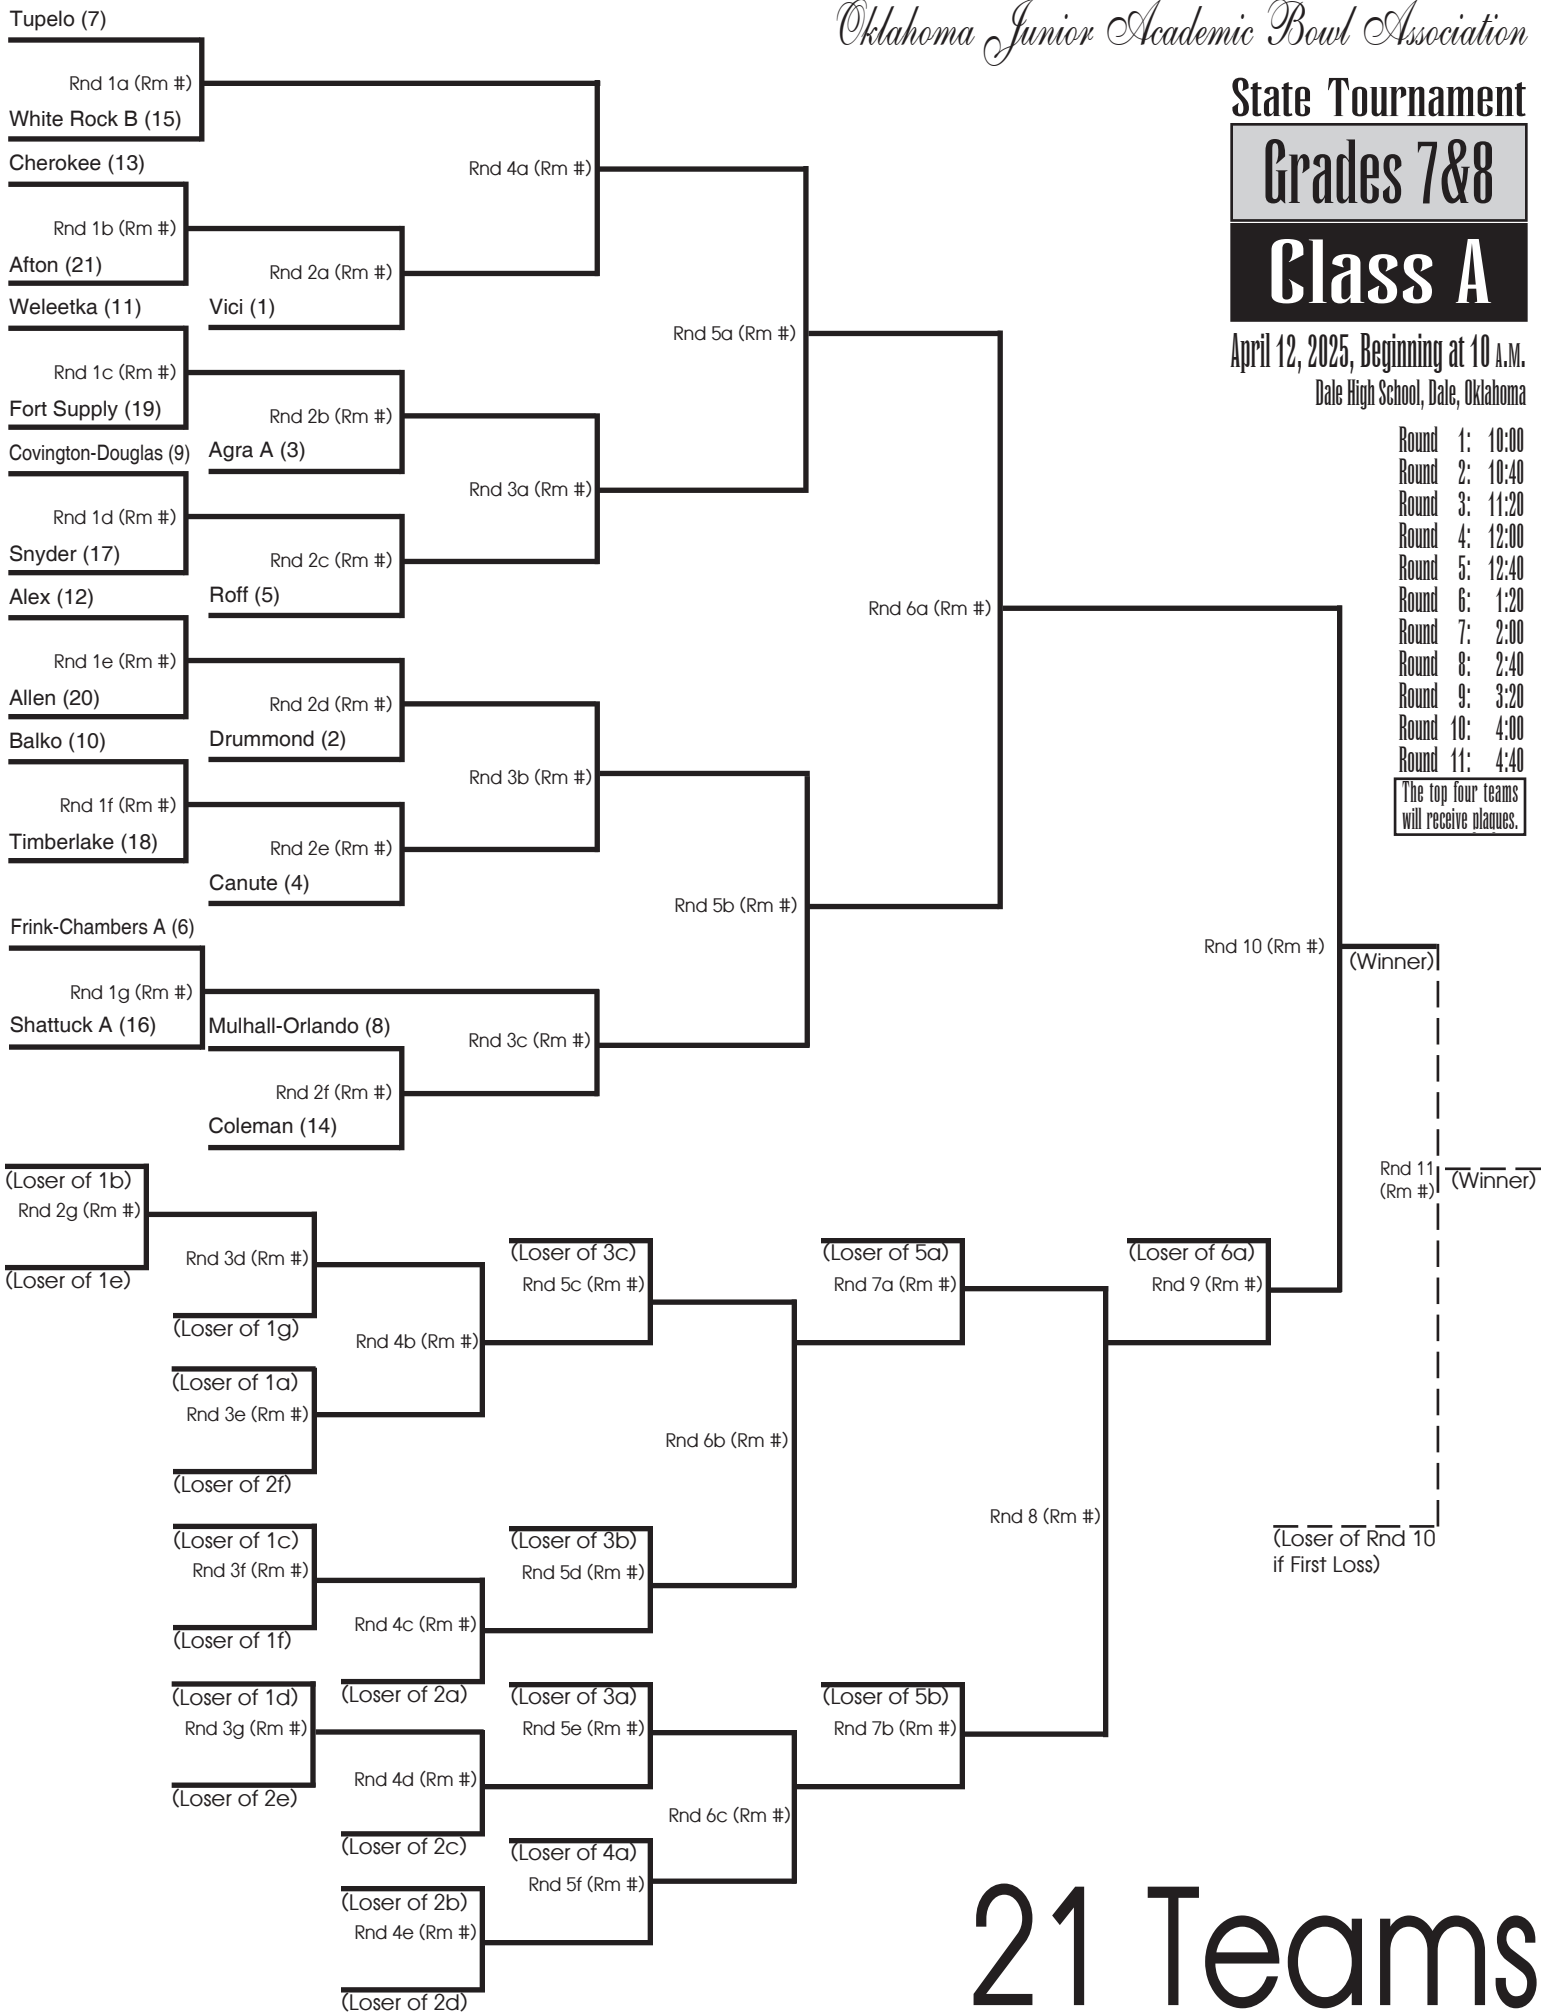 Oklahoma Junior Academic Bowl Association
State Tournament
Grades 7&8
Class A
April 12, 2025, Beginning at 10 A.M.
Dale High School, Dale, Oklahoma
Round 1: 10:00
Round 2: 10:40
Round 3: 11:20
Round 4: 12:00
Round 5: 12:40
Round 6: 1:20
Round 7: 2:00
Round 8: 2:40
Round 9: 3:20
Round 10: 4:00
Round 11: 4:40
The top four teams
will receive plaques.
Tupelo (7)
Rnd 1a (Rm #)
White Rock B (15)
Cherokee (13)
Rnd 4a (Rm #)
Rnd 1b (Rm #)
Afton (21)
Rnd 2a (Rm #)
Weleetka (11)
Vici (1)
Rnd 5a (Rm #)
Rnd 1c (Rm #)
Fort Supply (19)
Rnd 2b (Rm #)
Covington-Douglas (9)
Agra A (3)
Rnd 3a (Rm #)
Rnd 1d (Rm #)
Snyder (17)
Rnd 2c (Rm #)
Alex (12)
Roff (5)
Rnd 6a (Rm #)
Rnd 1e (Rm #)
Allen (20)
Rnd 2d (Rm #)
Balko (10)
Drummond (2)
Rnd 3b (Rm #)
Rnd 1f (Rm #)
Timberlake (18)
Rnd 2e (Rm #)
Canute (4)
Rnd 5b (Rm #)
Frink-Chambers A (6)
Rnd 10 (Rm #)
(Winner)
Rnd 1g (Rm #)
Shattuck A (16)
Mulhall-Orlando (8)
Rnd 3c (Rm #)
Rnd 2f (Rm #)
Coleman (14)
Rnd 11
(Rm #)
(Winner)
(Loser of 1b)
Rnd 2g (Rm #)
(Loser of 1e)
Rnd 3d (Rm #)
(Loser of 1g)
(Loser of 3c)
Rnd 5c (Rm #)
(Loser of 5a)
Rnd 7a (Rm #)
(Loser of 6a)
Rnd 9 (Rm #)
Rnd 4b (Rm #)
(Loser of 1a)
Rnd 3e (Rm #)
(Loser of 2f)
Rnd 6b (Rm #)
Rnd 8 (Rm #)
(Loser of Rnd 10
if First Loss)
(Loser of 1c)
Rnd 3f (Rm #)
(Loser of 1f)
(Loser of 3b)
Rnd 5d (Rm #)
Rnd 4c (Rm #)
(Loser of 2a)
(Loser of 1d)
Rnd 3g (Rm #)
(Loser of 2e)
(Loser of 3a)
Rnd 5e (Rm #)
(Loser of 5b)
Rnd 7b (Rm #)
Rnd 4d (Rm #)
(Loser of 2c)
Rnd 6c (Rm #)
(Loser of 4a)
Rnd 5f (Rm #)
(Loser of 2b)
Rnd 4e (Rm #)
(Loser of 2d)
21 Teams